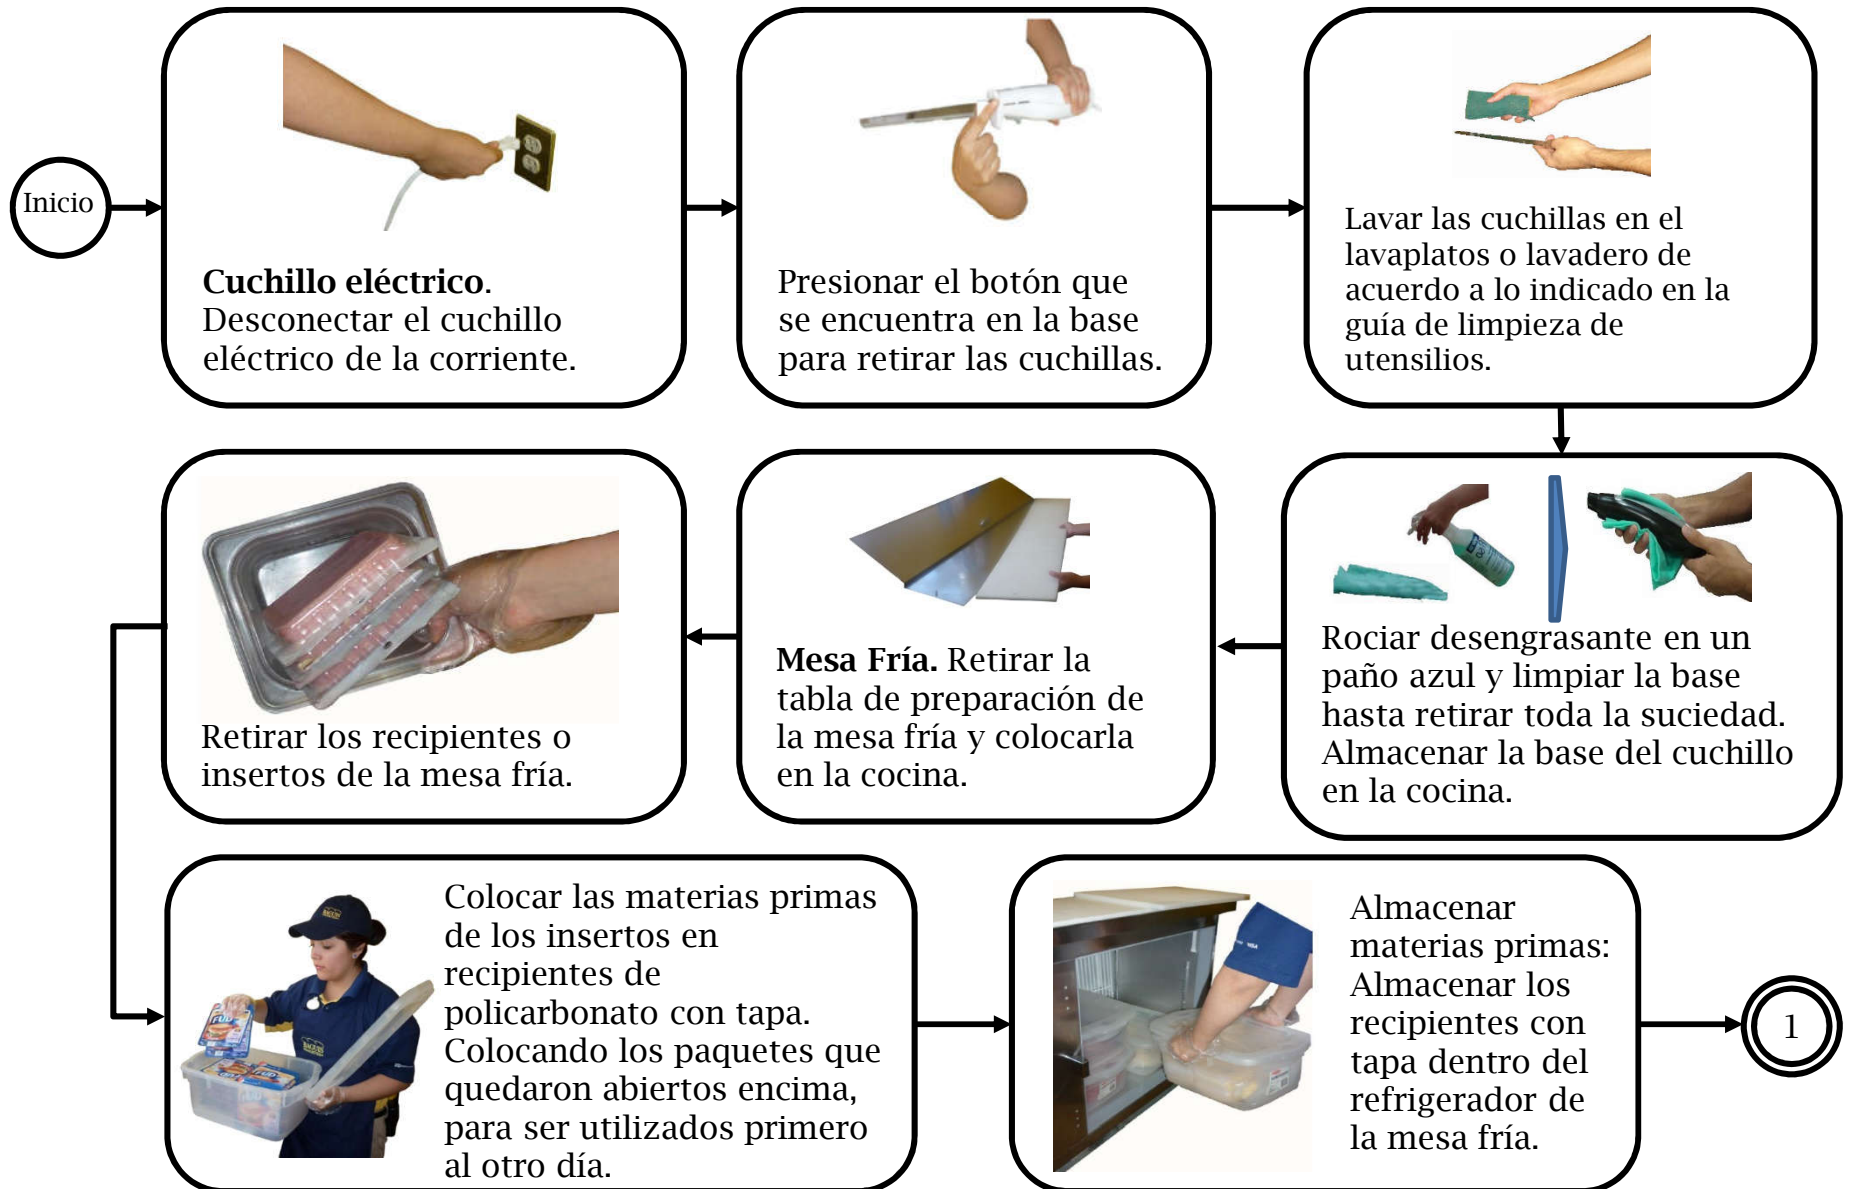 Inicio
Cuchillo eléctrico.
Desconectar el cuchillo
eléctrico de la corriente.
Presionar el botón que
se encuentra en la base
para retirar las cuchillas.
Lavar las cuchillas en el
lavaplatos o lavadero de
acuerdo a lo indicado en la
guía de limpieza de
utensilios.
Rociar desengrasante en un
paño azul y limpiar la base
hasta retirar toda la suciedad.
Almacenar la base del cuchillo
en la cocina.
Mesa Fría. Retirar la
tabla de preparación de
la mesa fría y colocarla
en la cocina.
Retirar los recipientes o
insertos de la mesa fría.
FUD
Colocar las materias primas
de los insertos en
recipientes de
policarbonato con tapa.
Colocando los paquetes que
quedaron abiertos encima,
para ser utilizados primero
al otro día.
Almacenar
materias primas:
Almacenar los
recipientes con
tapa dentro del
refrigerador de
la mesa fría.
1